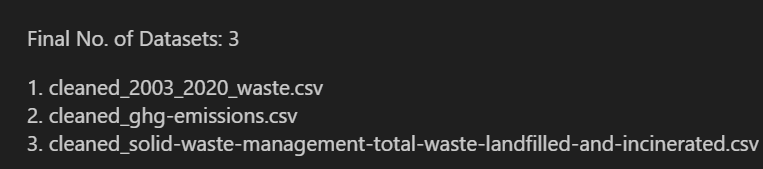 Final No. of Datasets: 3
1. cleaned_2003_2020_waste.csv
2. cleaned_ghg-emissions.csv
3. cleaned_solid-waste-management-total-waste-landfilled-and-incinerated.csv